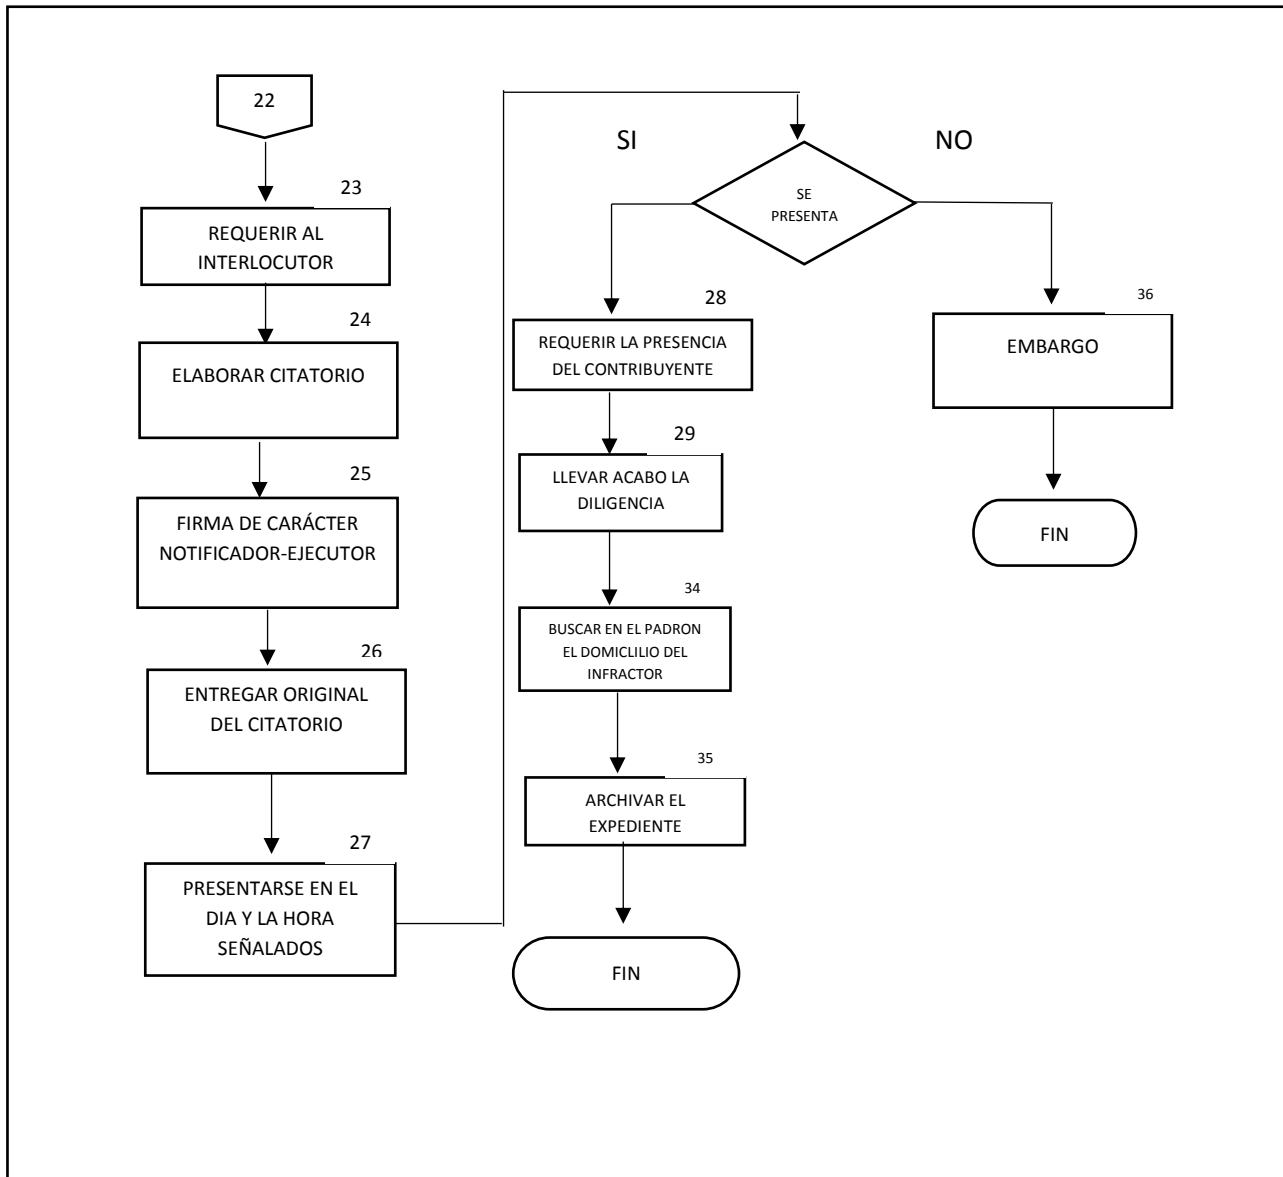 22
23
REQUERIR AL
INTERLOCUTOR
24
ELABORAR CITATORIO
25
FIRMA DE CARÁCTER
NOTIFICADOR-EJECUTOR
26
ENTREGAR ORIGINAL
DEL CITATORIO
27
PRESENTARSE EN EL
DIA Y LA HORA
SEÑALADOS
SI
NO
SE
PRESENTA
28
REQUERIR LA PRESENCIA
DEL CONTRIBUYENTE
29
LLEVAR ACABO LA
DILIGENCIA
34
BUSCAR EN EL PADRON
EL DOMICLILIO DEL
INFRACTOR
35
ARCHIVAR EL
EXPEDIENTE
FIN
36
EMBARGO
FIN